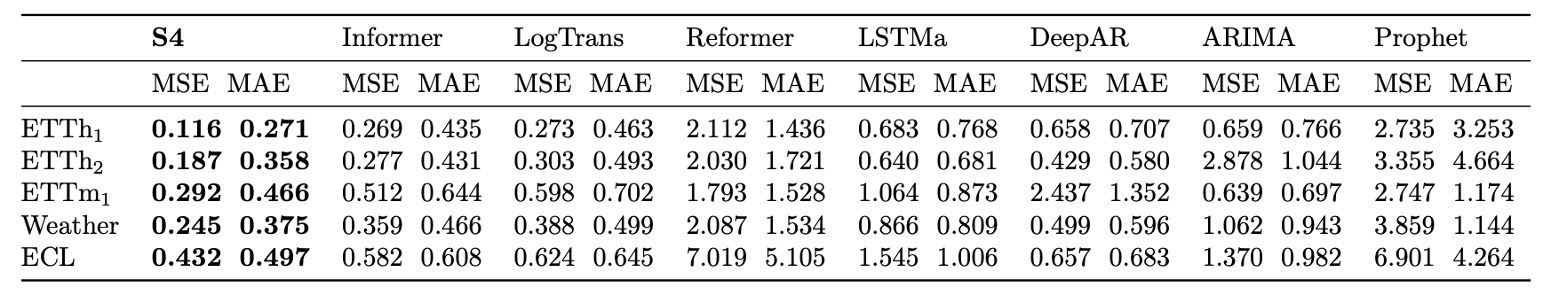 S4 Informer LogTrans Reformer LSTMa DeepAR ARIMA Prophet
MSE MAE MSE MAE MSE MAE MSE MAE MSE MAE MSE MAE MSE MAE MSE MAE
ETTh₁ 0.116 0.271 0.269 0.435 0.273 0.463 2.112 1.436 0.683 0.768 0.658 0.707 0.659 0.766 2.735 3.253
ETTh₂ 0.187 0.358 0.277 0.431 0.303 0.493 2.030 1.721 0.640 0.681 0.429 0.580 2.878 1.044 3.355 4.664
ETTm₁ 0.292 0.466 0.512 0.644 0.598 0.702 1.793 1.528 1.064 0.873 2.437 1.352 0.639 0.697 2.747 1.174
Weather 0.245 0.375 0.359 0.466 0.388 0.499 2.087 1.534 0.866 0.809 0.499 0.596 1.062 0.943 3.859 1.144
ECL 0.432 0.497 0.582 0.608 0.624 0.645 7.019 5.105 1.545 1.006 0.657 0.683 1.370 0.982 6.901 4.264